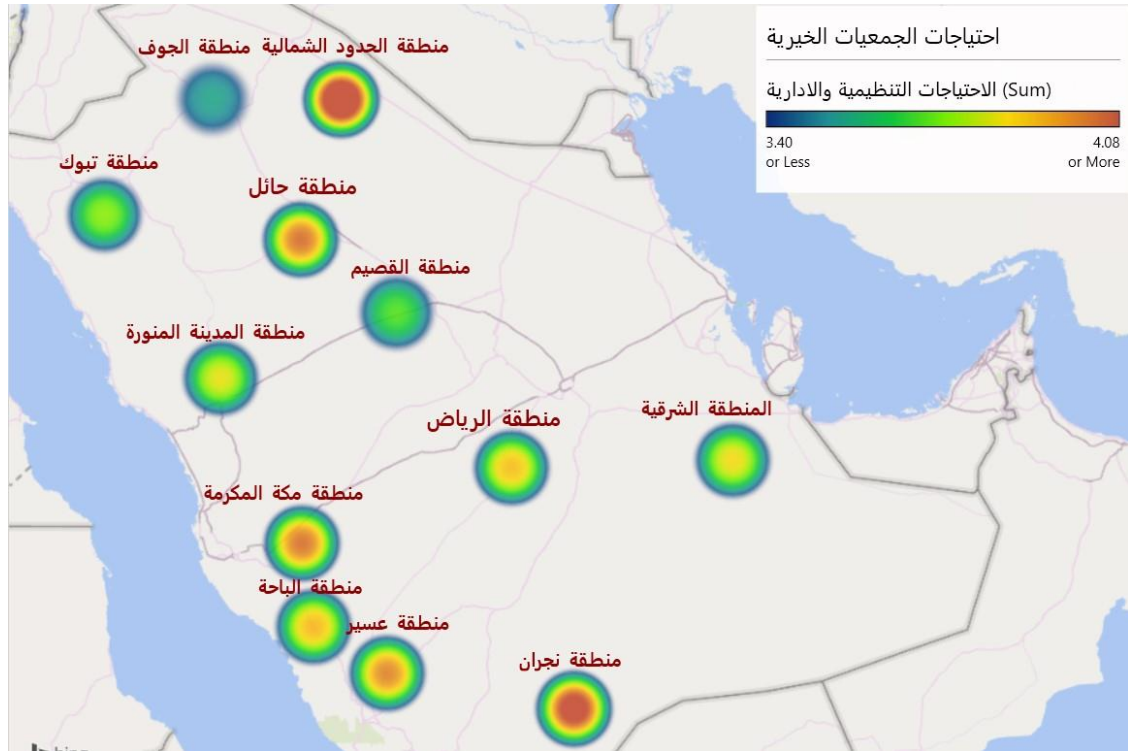 احتياجات الجمعيات الخيرية
الاحتياجات التنظيمية والادارية (Sum)
3.40
or Less
4.08
or More
منطقة الحدود الشمالية
منطقة الجوف
منطقة تبوك
منطقة حائل
منطقة القصيم
منطقة المدينة المنورة
المنطقة الشرقية
منطقة الرياض
منطقة مكة المكرمة
منطقة الباحة
منطقة عسير
منطقة نجران